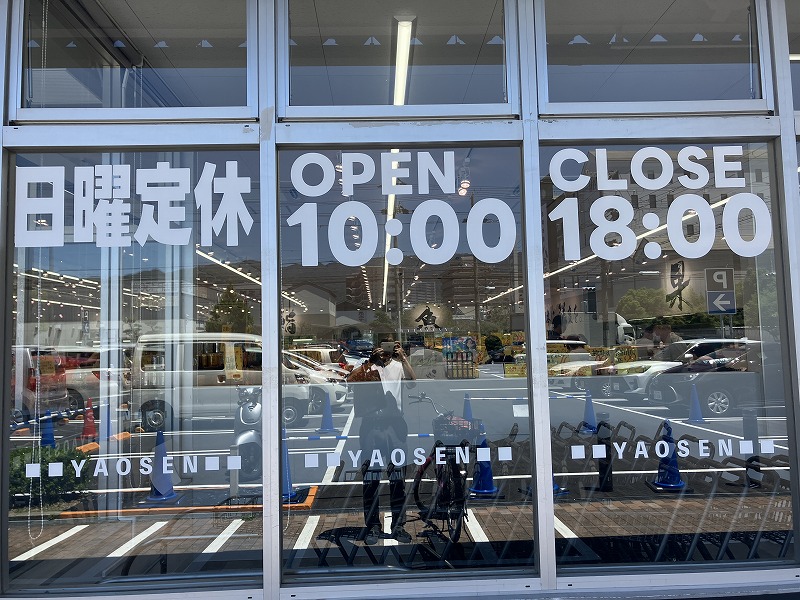 日曜定休
OPEN
10:00
CLOSE
18:00
P
YAOSEN
YAOSEN
YAOSEN